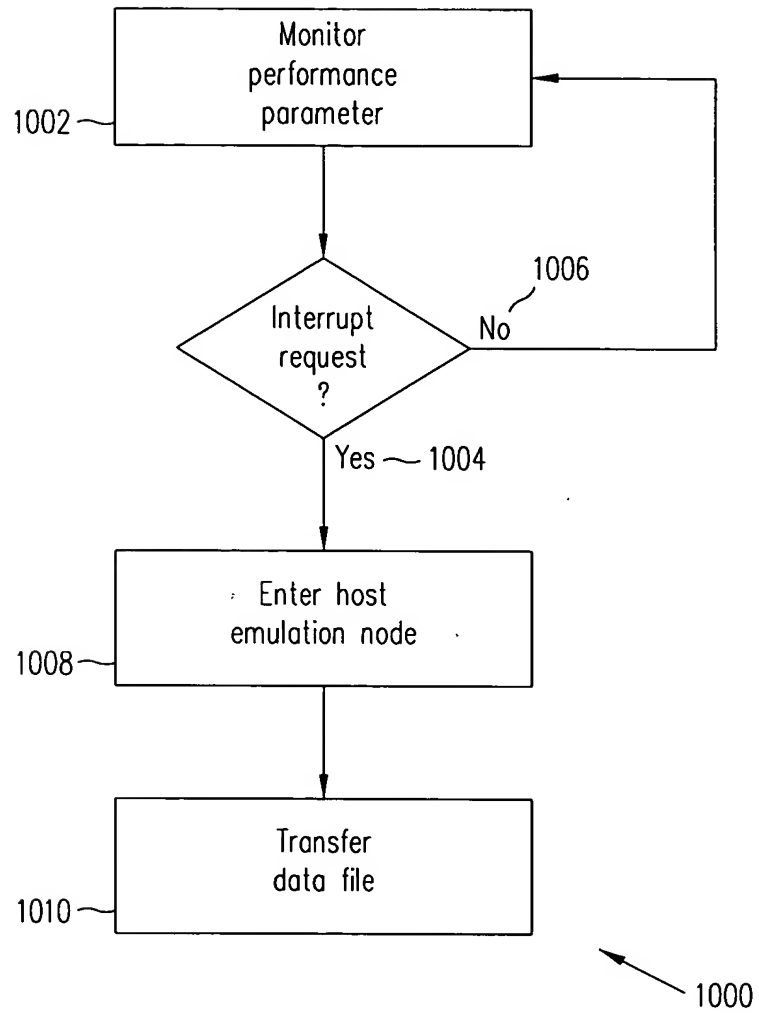 Monitor
performance
parameter
1002
1006
Interrupt
request
?
No
Yes
1004
Enter host
emulation node
1008
Transfer
data file
1010
1000